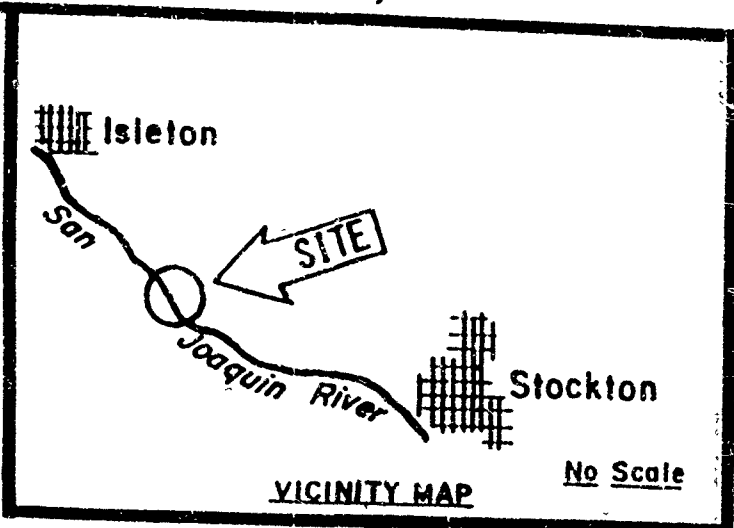 Isleton
San
SITE
Joaquin River
Stockton
No Scale
VICINITY MAP